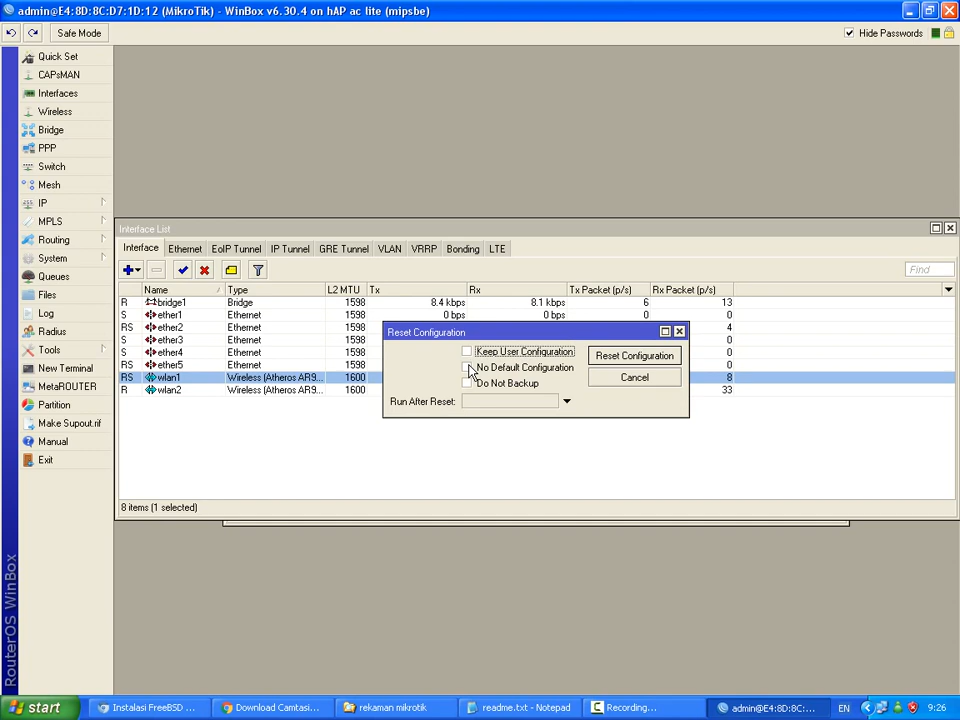 admin@E4:8D:8C:D7:1D:12 (MikroTik) - WinBox v6.30.4 on hAP ac lite (mipsbe)
Safe Mode
Hide Passwords
Quick Set
CAPsMAN
Interfaces
Wireless
Bridge
PPP
Switch
Mesh
IP
MPLS
Routing
System
Queues
Files
Log
Radius
Tools
New Terminal
MetaROUTER
Partition
Make Supout.rif
Manual
Exit
RouterOS WinBox
Interface List
Interface Ethernet EoIP Tunnel IP Tunnel GRE Tunnel VLAN VRRP Bonding LTE
Find
Name Type L2 MTU Tx Rx Tx Packet (p/s) Rx Packet (p/s)
R bridge1 Bridge 1598 8.4 kbps 8.1 kbps 6 13
S ether1 Ethernet 1598 0 bps 0 bps 0 0
RS ether2 Ethernet 1598 4
S ether3 Ethernet 1598 0
S ether4 Ethernet 1598 0
RS ether5 Ethernet 1598 0
RS wlan1 Wireless (Atheros AR9... 1600 8
R wlan2 Wireless (Atheros AR9... 1600 33
8 items (1 selected)
Reset Configuration
Keep User Configuration
No Default Configuration
Do Not Backup
Run After Reset:
Reset Configuration
Cancel
start
Instalasi FreeBSD ...
Download Camtasi...
rekaman mikrotik
readme.txt - Notepad
Recording...
admin@E4:8D:8C:...
EN
9:26